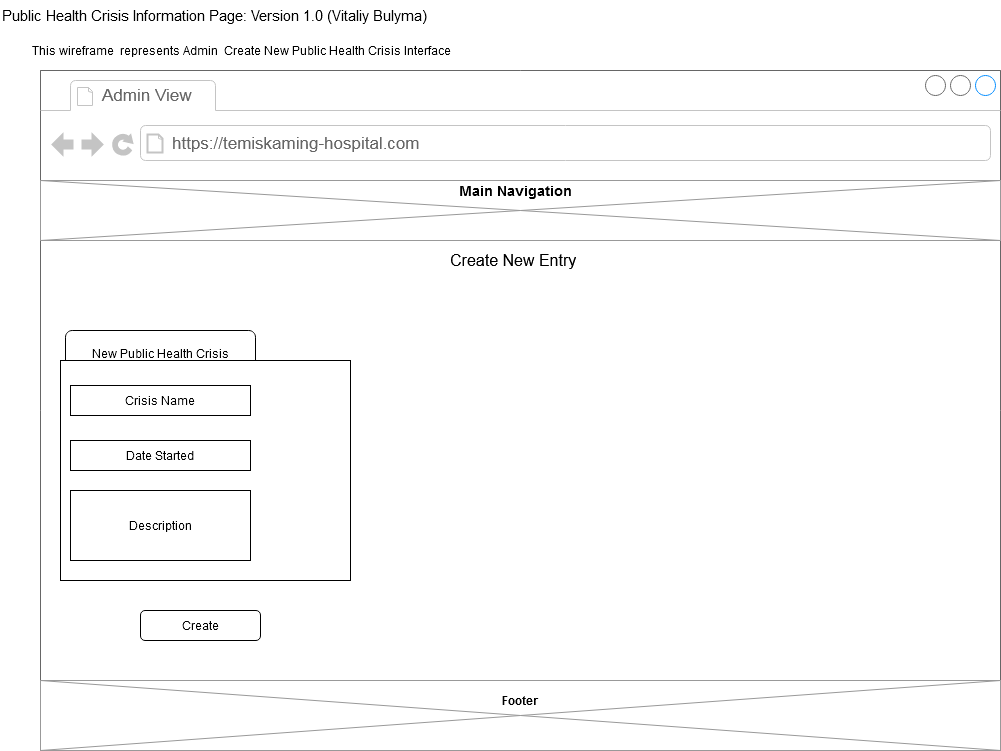 Public Health Crisis Information Page: Version 1.0 (Vitaliy Bulyma)
This wireframe represents Admin Create New Public Health Crisis Interface
Admin View
https://temiskaming-hospital.com
Main Navigation
Create New Entry
New Public Health Crisis
Crisis Name
Date Started
Description
Create
Footer